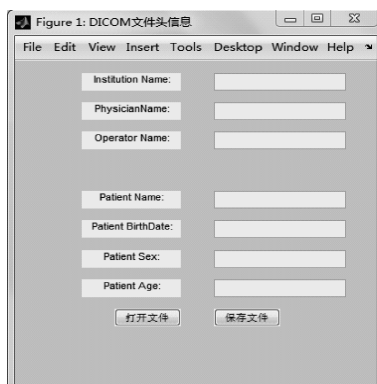 Figure 1: DICOM文件头信息
File Edit View Insert Tools Desktop Window Help
Institution Name:
PhysicianName:
Operator Name:
Patient Name:
Patient BirthDate:
Patient Sex:
Patient Age:
打开文件 保存文件